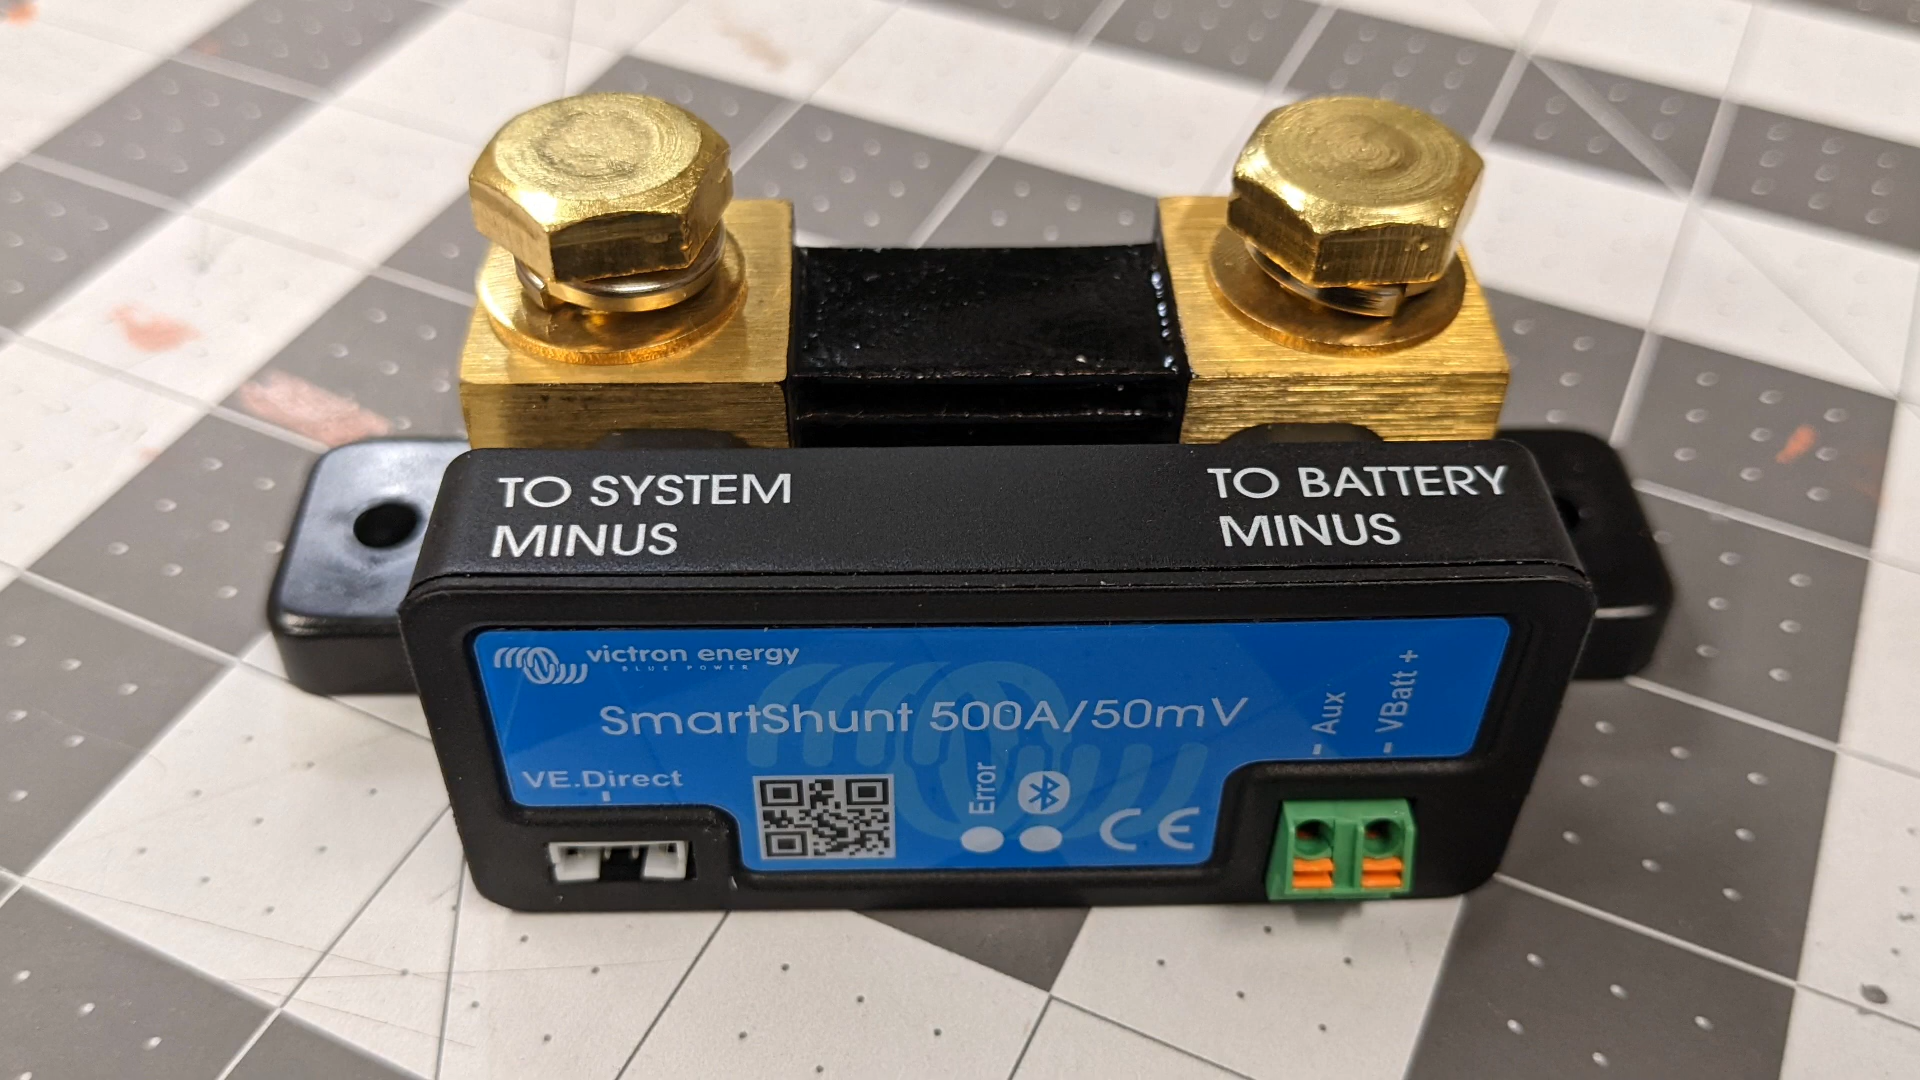 TO SYSTEM
MINUS
TO BATTERY
MINUS
victron energy
BLUE POWER
SmartShunt 500A/50mV
VE.Direct
Error
CE
- Aux
- VBatt +